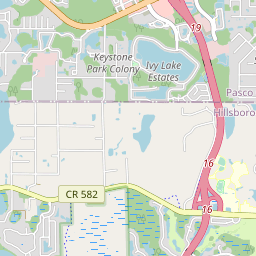 19
Keystone
Park Colony
Ivy Lake
Estates
Pasco
Hillsboro
16
CR 582
16